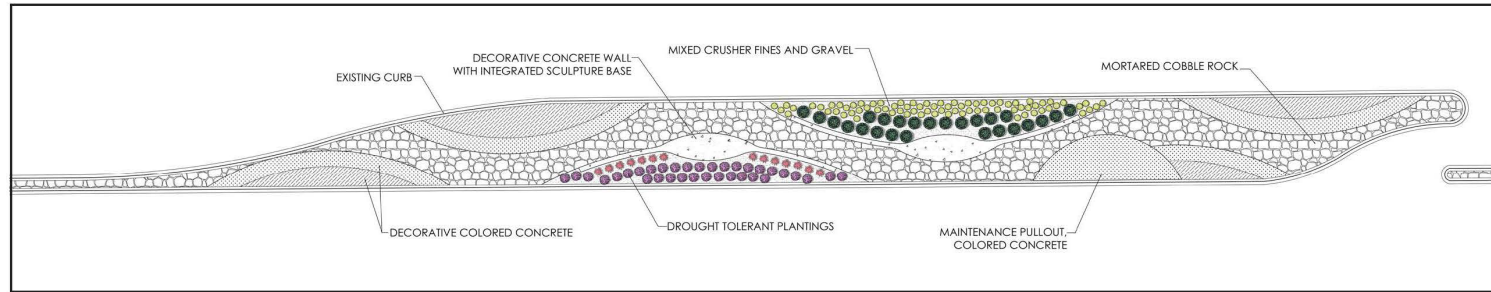 MIXED CRUSHER FINES AND GRAVEL
DECORATIVE CONCRETE WALL
WITH INTEGRATED SCULPTURE BASE
MORTARED COBBLE ROCK
EXISTING CURB
DECORATIVE COLORED CONCRETE
DROUGHT TOLERANT PLANTINGS
MAINTENANCE PULLOUT,
COLORED CONCRETE